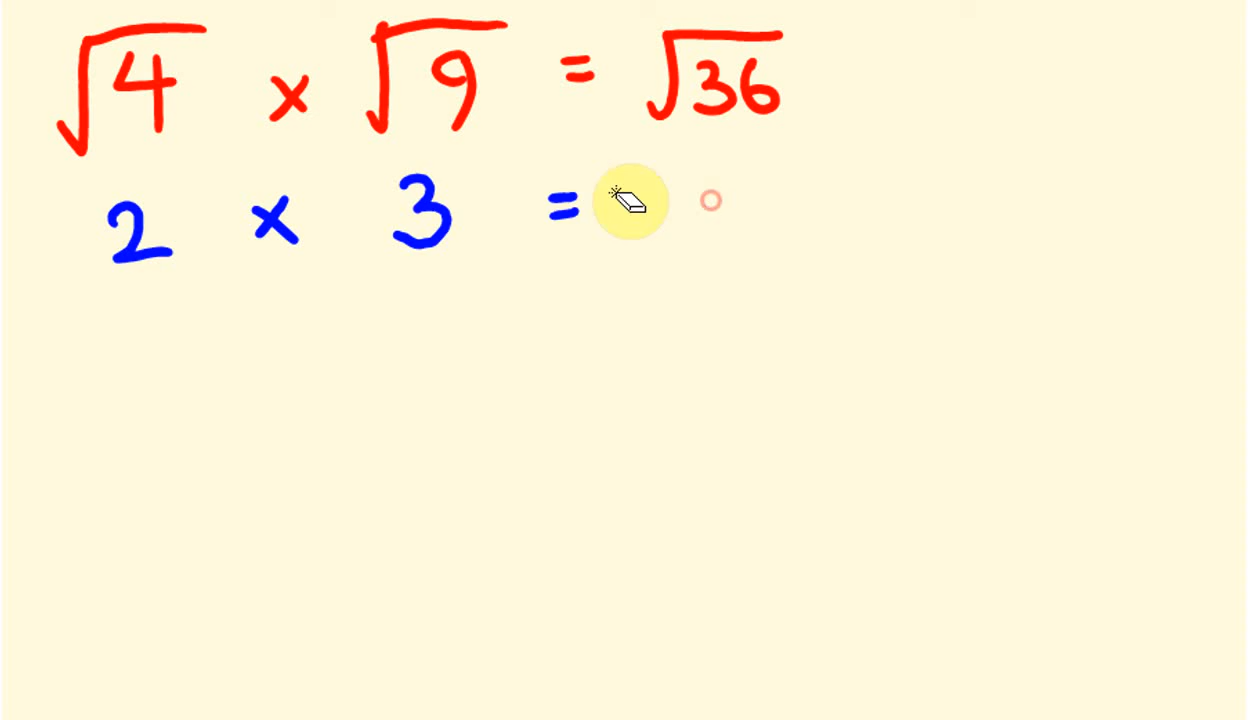 √4 x √9 = √36
2 x 3 =